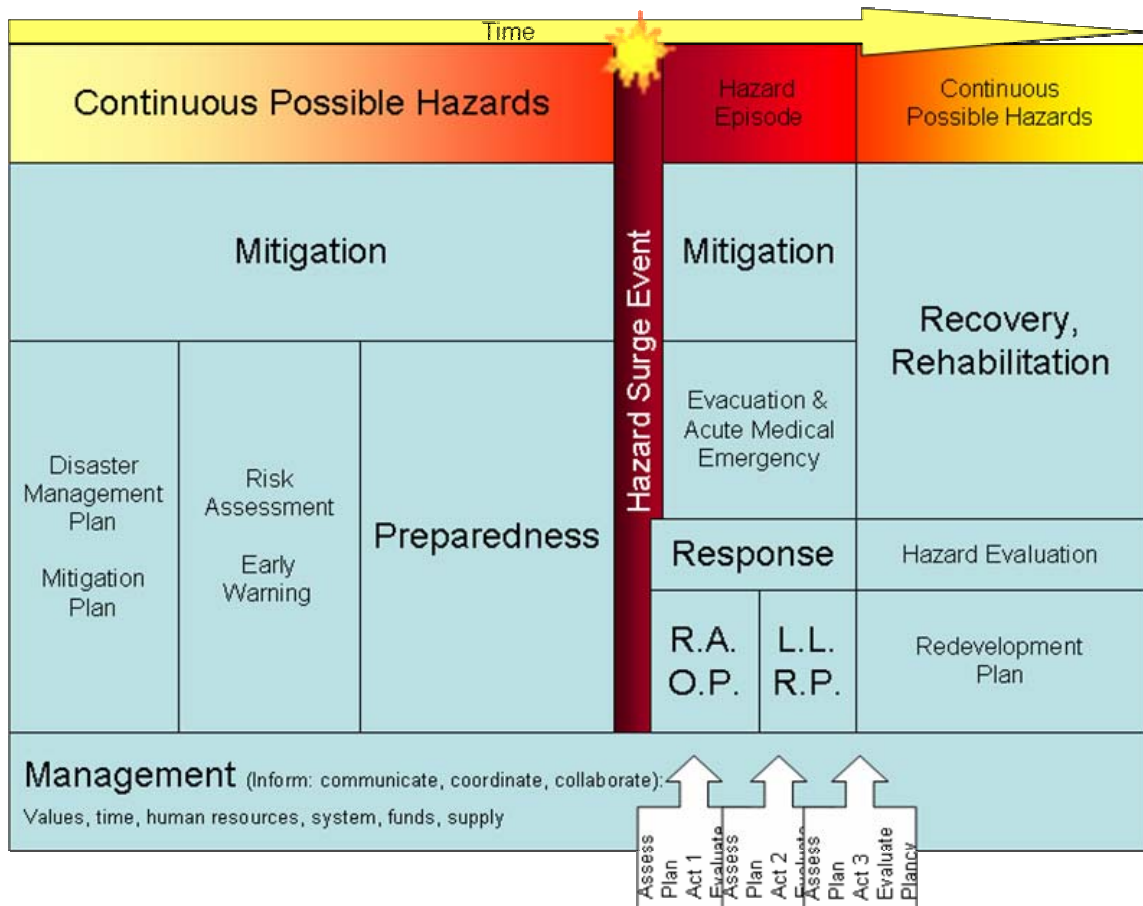 Time
Continuous Possible Hazards
Hazard
Episode
Continuous
Possible Hazards
Mitigation
Hazard Surge Event
Mitigation
Recovery,
Rehabilitation
Disaster
Management
Plan
Mitigation
Plan
Risk
Assessment
Early
Warning
Preparedness
Evacuation &
Acute Medical
Emergency
Response
Hazard Evaluation
R.A.
O.P.
L.L.
R.P.
Redevelopment
Plan
Management (Inform: communicate, coordinate, collaborate):
Values, time, human resources, system, funds, supply
Assess
Plan
Act 1
Evaluate
Assess
Plan
Act 2
Evaluate
Assess
Plan
Act 3
Evaluate
Plancy